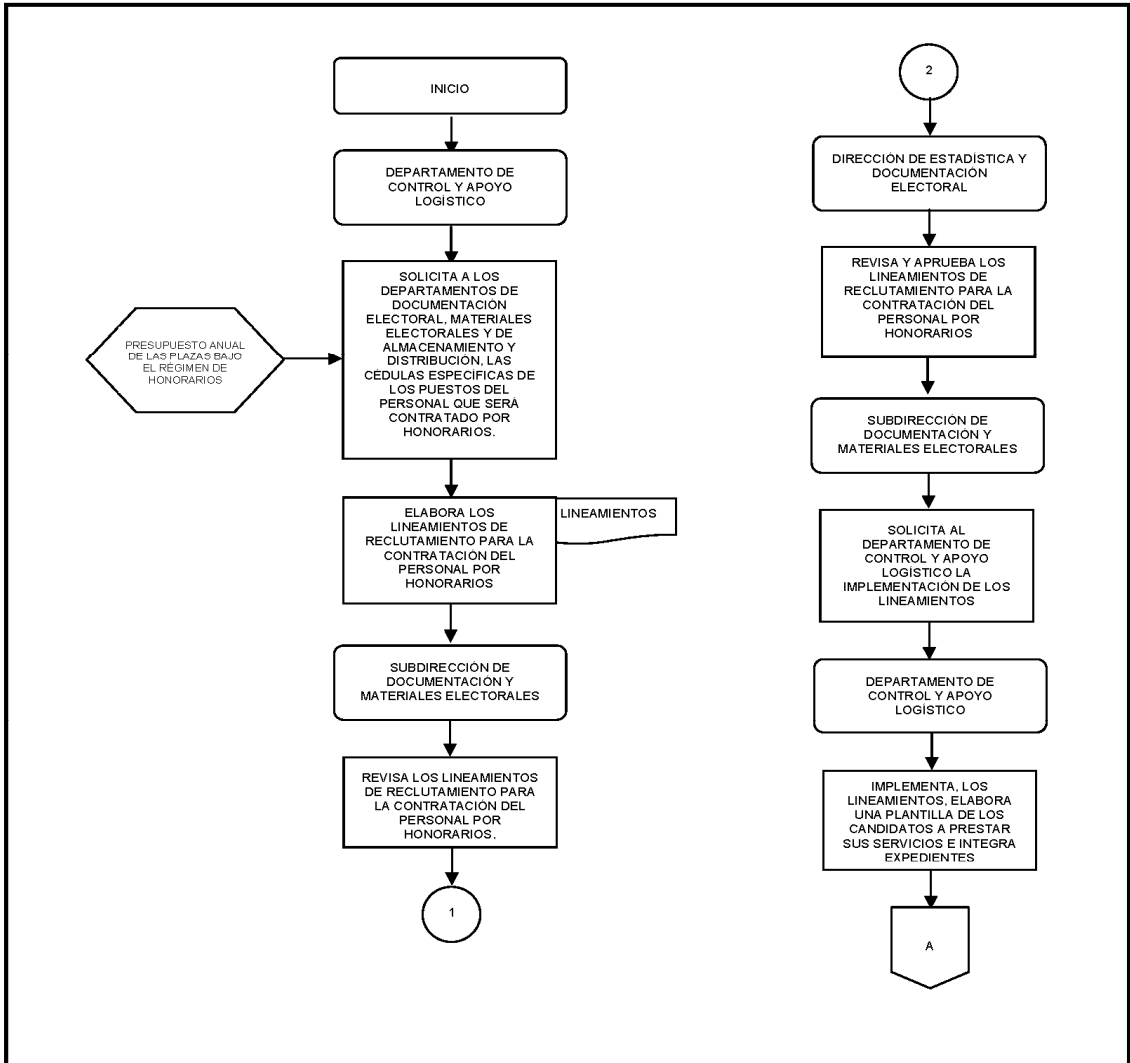 INICIO
DEPARTAMENTO DE
CONTROL Y APOYO
LOGÍSTICO
SOLICITA A LOS
DEPARTAMENTOS DE
DOCUMENTACIÓN
ELECTORAL, MATERIALES
ELECTORALES Y DE
ALMACENAMIENTO Y
DISTRIBUCIÓN, LAS
CÉDULAS ESPECÍFICAS DE
LOS PUESTOS DEL
PERSONAL QUE SERÁ
CONTRATADO POR
HONORARIOS.
PRESUPUESTO ANUAL
DE LAS PLAZAS BAJO
EL RÉGIMEN DE
HONORARIOS
ELABORA LOS
LINEAMIENTOS DE
RECLUTAMIENTO PARA LA
CONTRATACIÓN DEL
PERSONAL POR
HONORARIOS
LINEAMIENTOS
SUBDIRECCIÓN DE
DOCUMENTACIÓN Y
MATERIALES ELECTORALES
REVISA LOS LINEAMIENTOS
DE RECLUTAMIENTO PARA
LA CONTRATACIÓN DEL
PERSONAL POR
HONORARIOS.
1
2
DIRECCIÓN DE ESTADÍSTICA Y
DOCUMENTACIÓN
ELECTORAL
REVISA Y APRUEBA LOS
LINEAMIENTOS DE
RECLUTAMIENTO PARA LA
CONTRATACIÓN DEL
PERSONAL POR
HONORARIOS
SUBDIRECCIÓN DE
DOCUMENTACIÓN Y
MATERIALES ELECTORALES
SOLICITA AL
DEPARTAMENTO DE
CONTROL Y APOYO
LOGÍSTICO LA
IMPLEMENTACIÓN DE LOS
LINEAMIENTOS
DEPARTAMENTO DE
CONTROL Y APOYO
LOGÍSTICO
IMPLEMENTA, LOS
LINEAMIENTOS, ELABORA
UNA PLANTILLA DE LOS
CANDIDATOS A PRESTAR
SUS SERVICIOS E INTEGRA
EXPEDIENTES
A